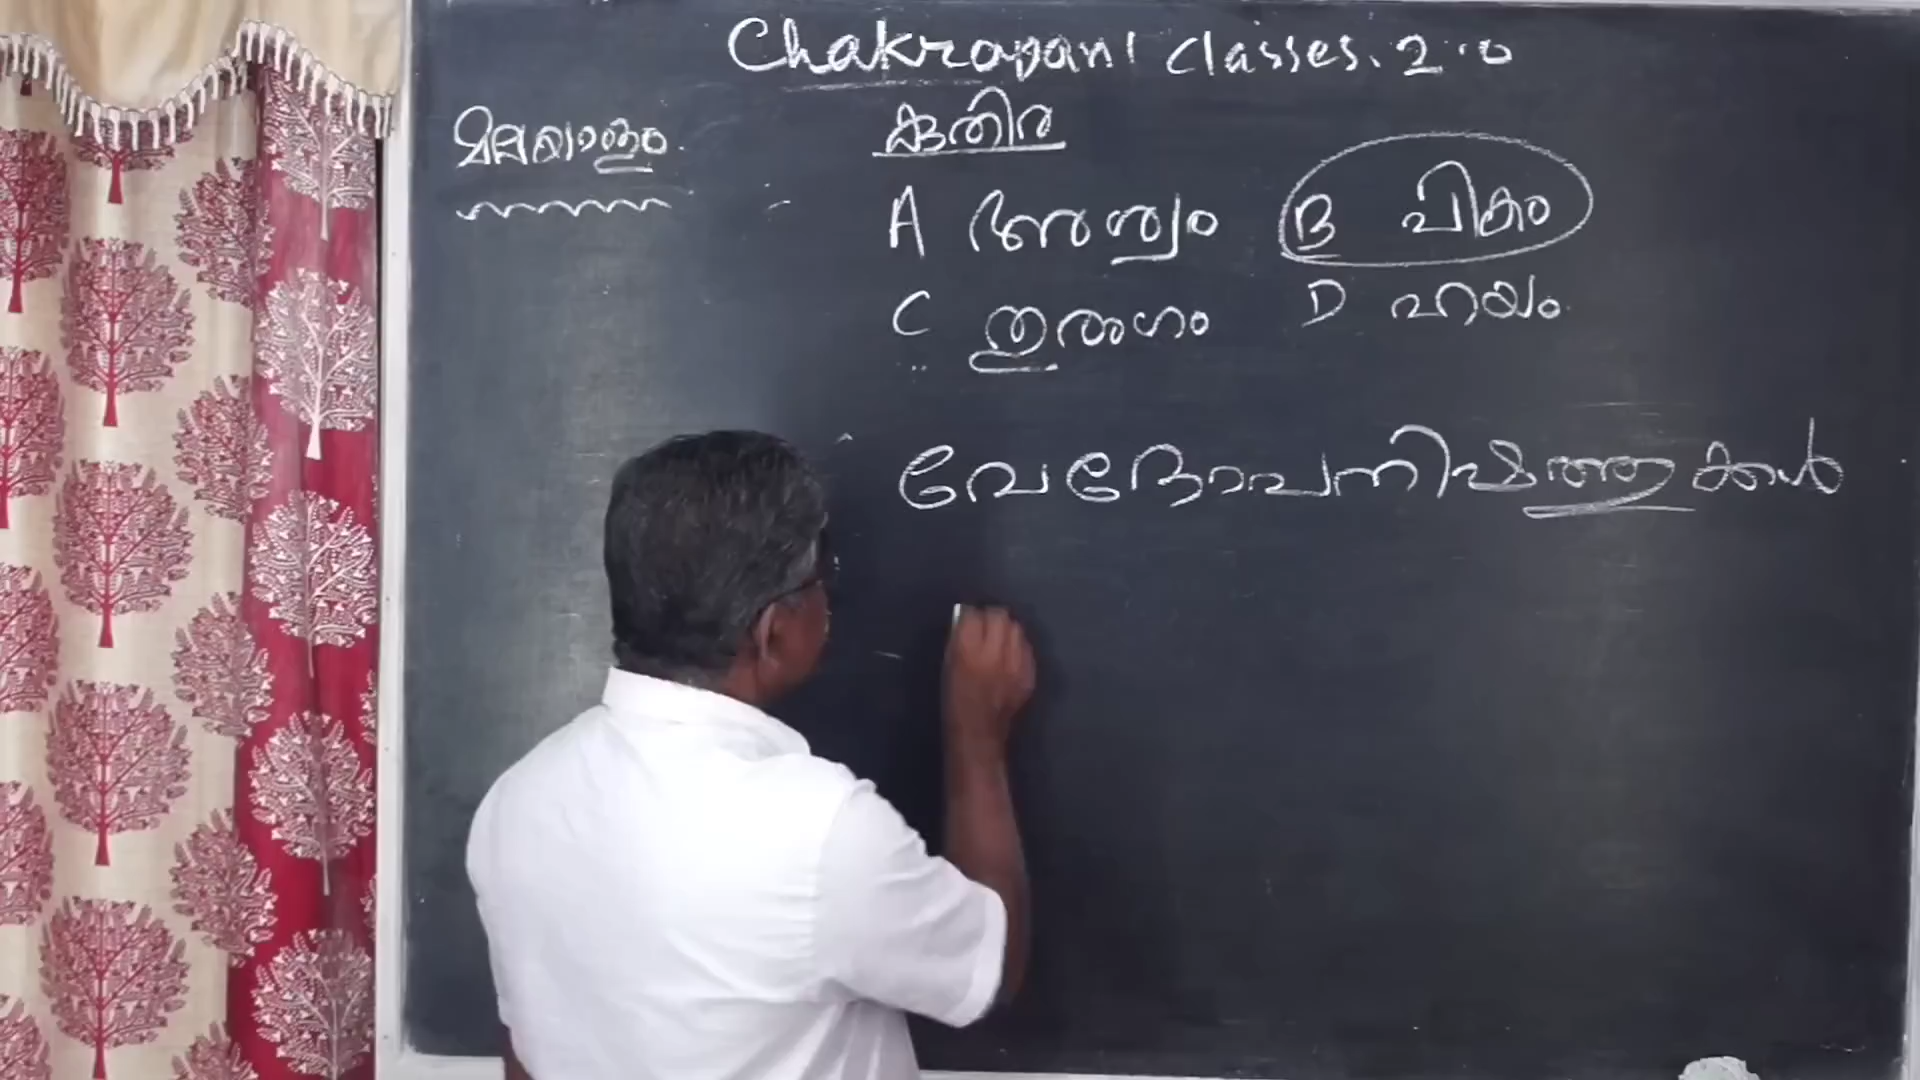 Chakrapani Classes. 2.0
മലയാളം.
കുതിര
A അശ്വം B പികം
C തുരഗം D ഹയം.
വേദോപനിഷത്തുക്കൾ